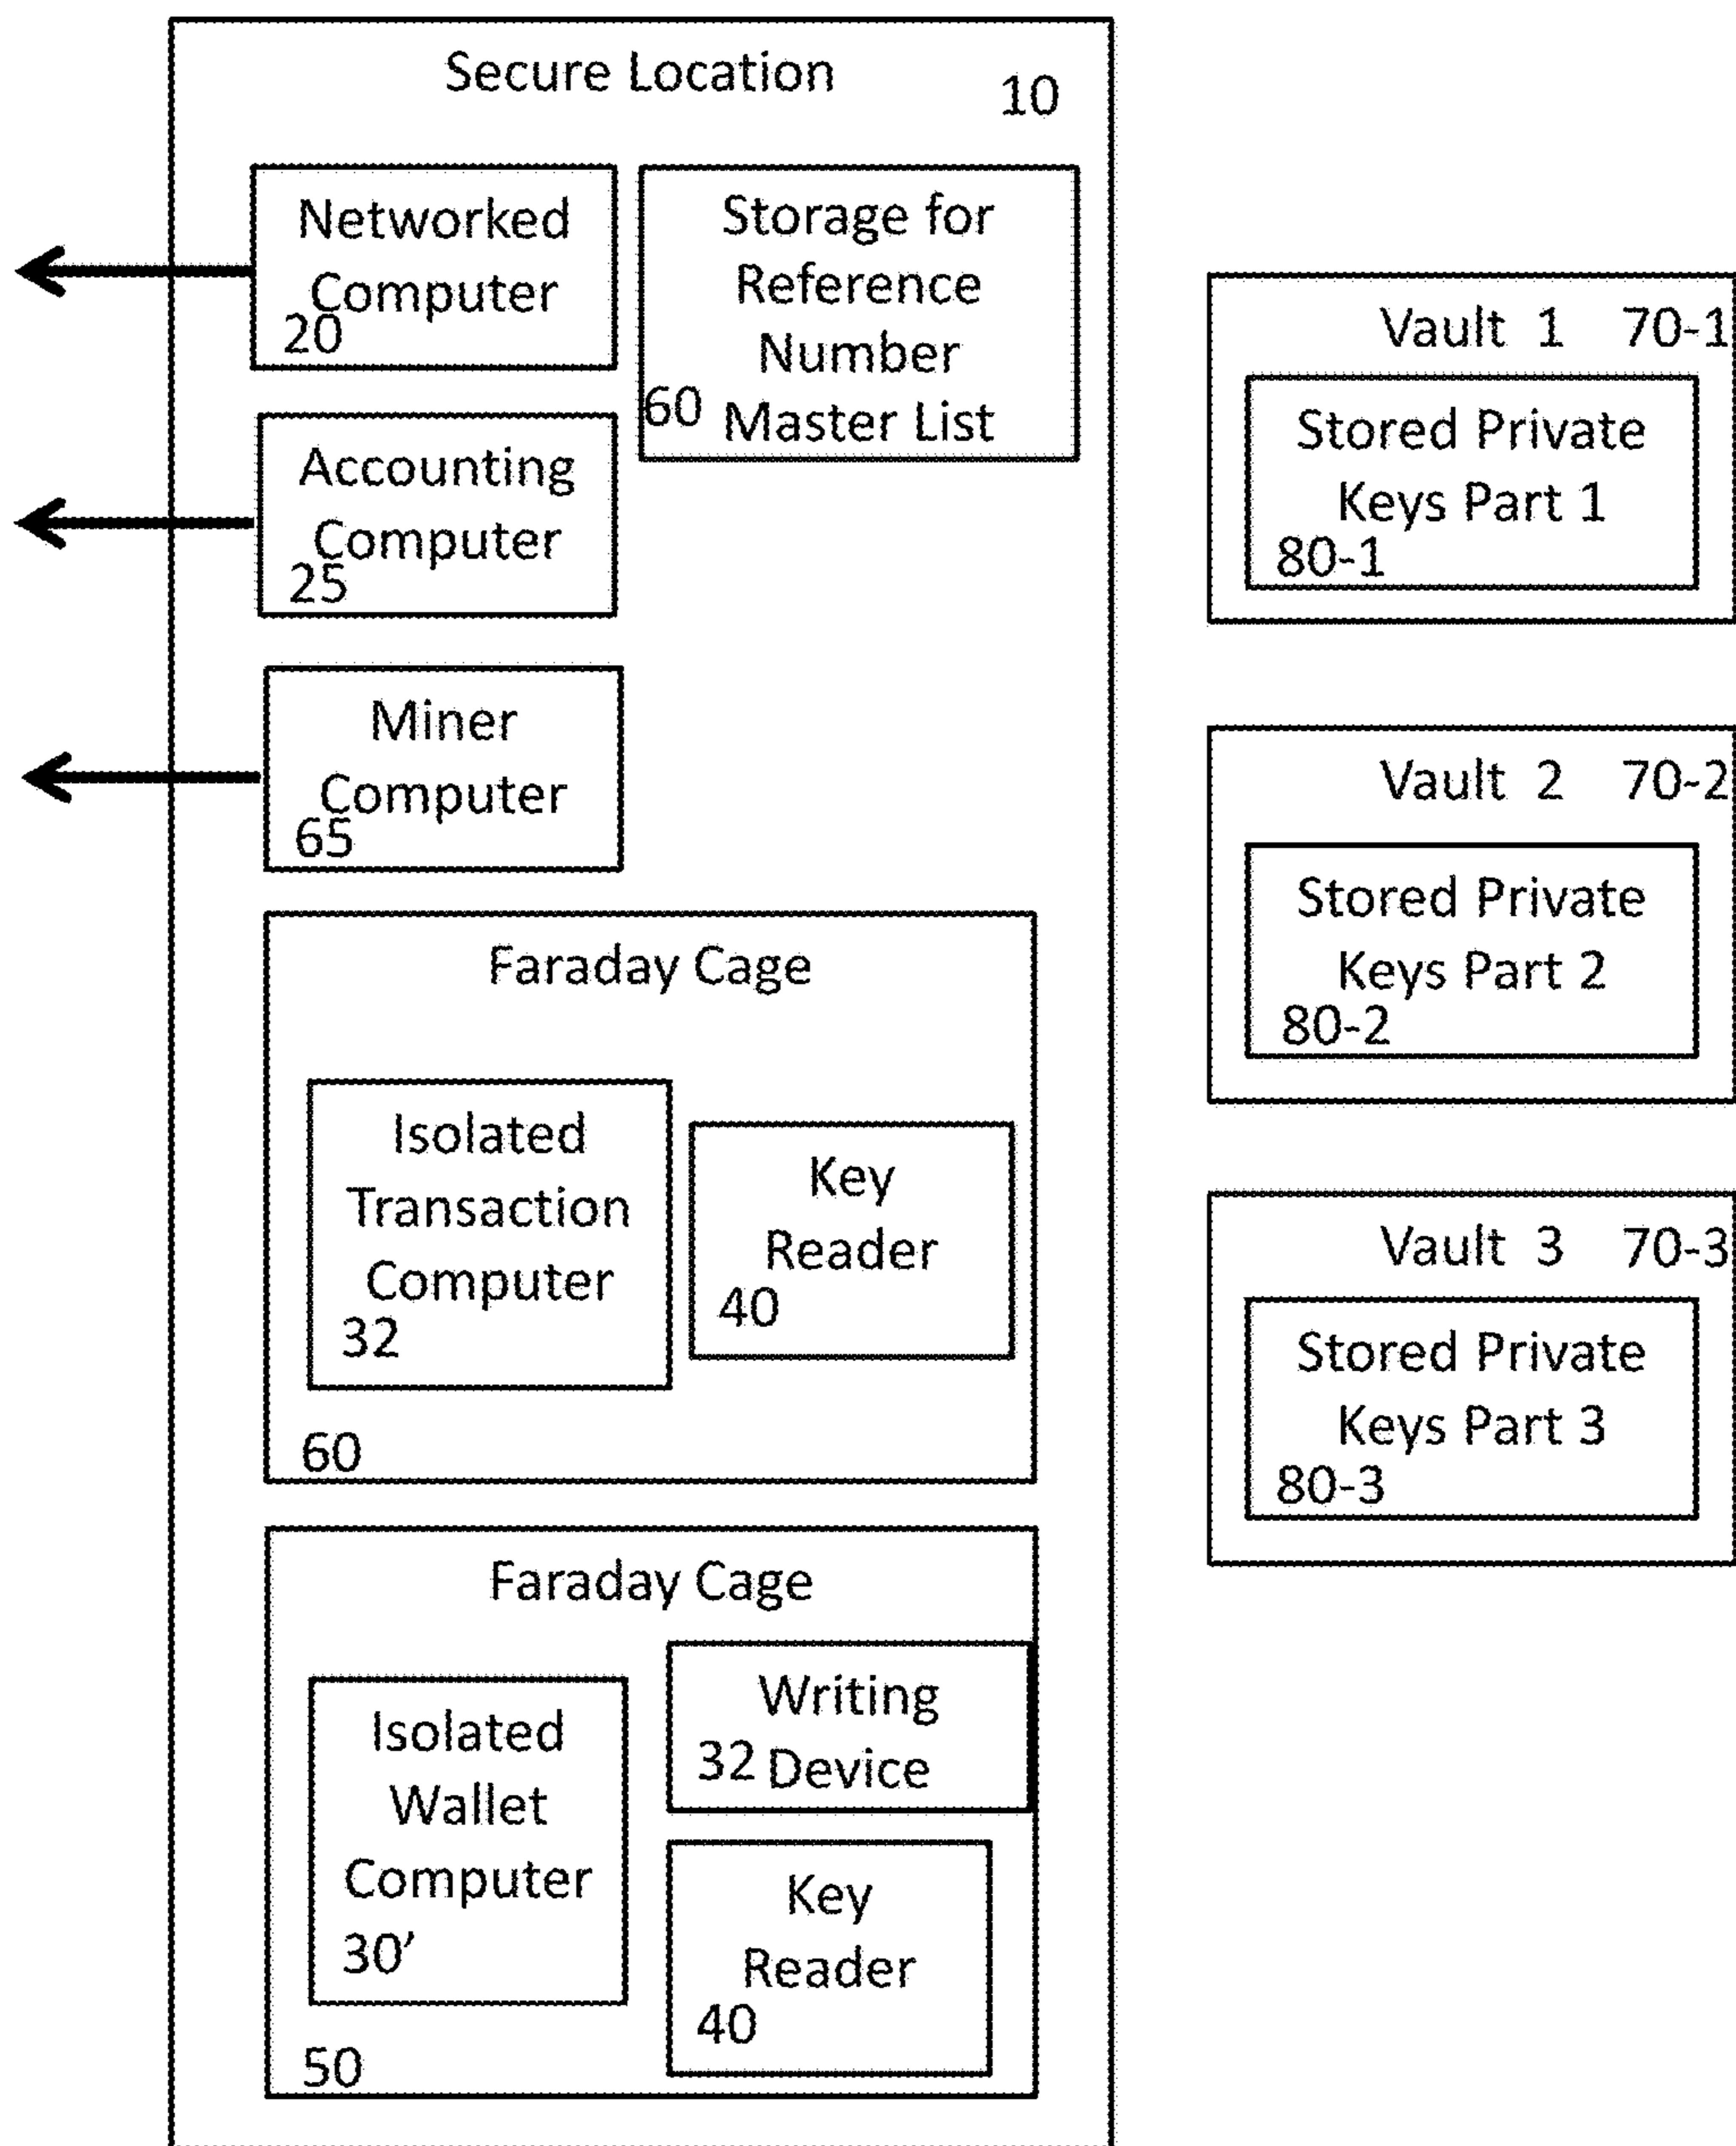 Secure Location
10
Networked
Computer
20
Storage for
Reference
Number
60 Master List
Accounting
Computer
25
Miner
Computer
65
Faraday Cage
Isolated
Transaction
Computer
32
Key
Reader
40
60
Faraday Cage
Isolated
Wallet
Computer
30’
Writing
32 Device
Key
Reader
40
50
Vault 1 70-1
Stored Private
Keys Part 1
80-1
Vault 2 70-2
Stored Private
Keys Part 2
80-2
Vault 3 70-3
Stored Private
Keys Part 3
80-3